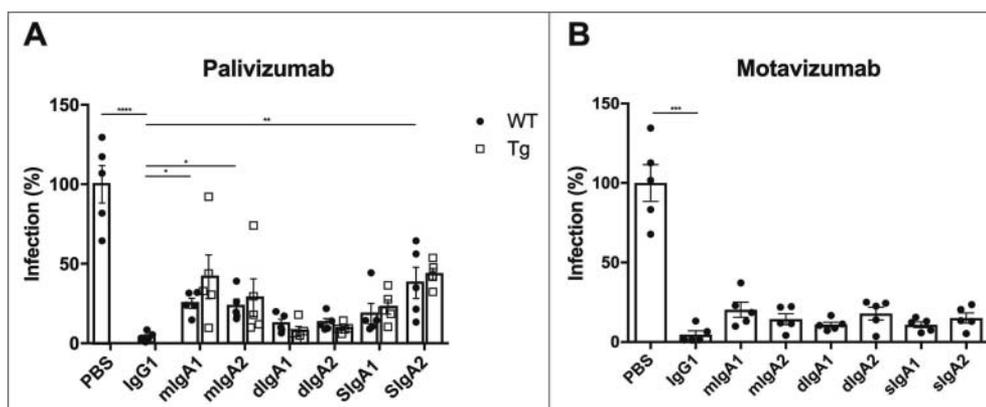 A
Palivizumab
Infection (%)
150
100
50
0
****
**
*
*
WT
Tg
PBS
IgG1
mIgA1
mIgA2
dIgA1
dIgA2
SIgA1
SIgA2
B
Motavizumab
Infection (%)
150
100
50
0
***
PBS
IgG1
mIgA1
mIgA2
dIgA1
dIgA2
sIgA1
sIgA2